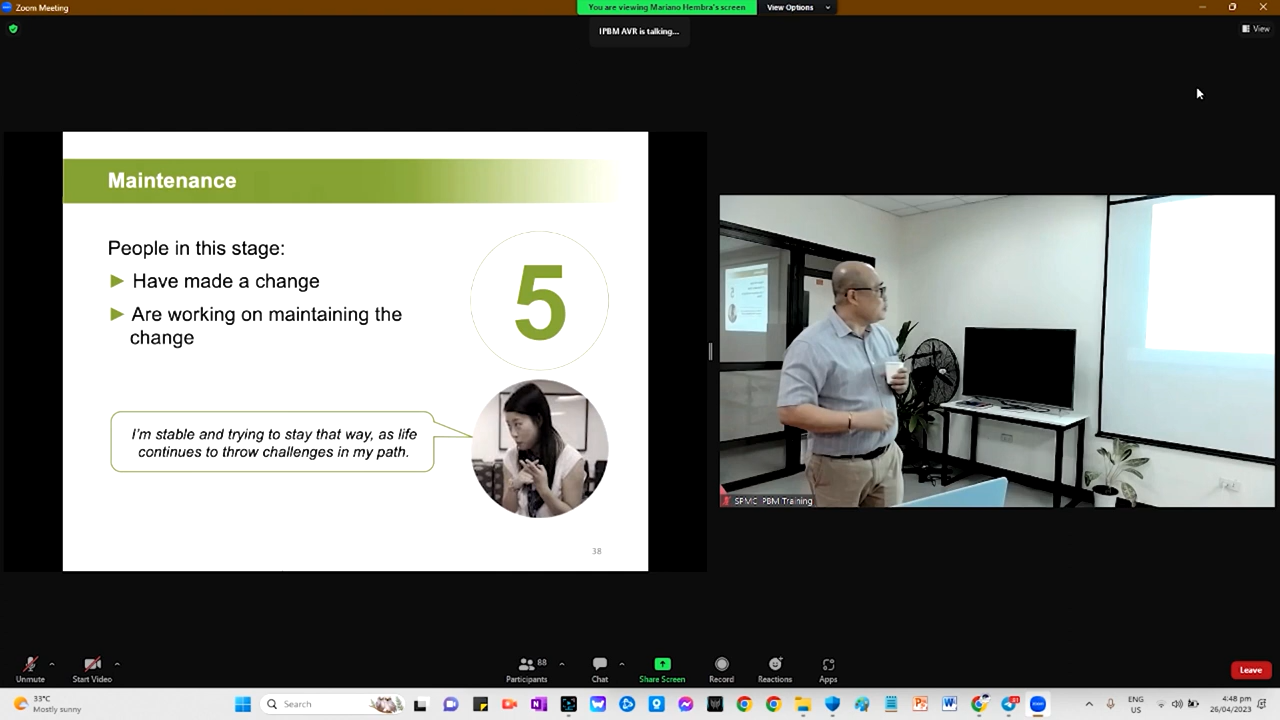 Zoom Meeting
You are viewing Mariano Hembra's screen
View Options
IPBM AVR is talking...
View
Maintenance
People in this stage:
Have made a change
Are working on maintaining the
change
5
I'm stable and trying to stay that way, as life
continues to throw challenges in my path.
38
SPMC_IPBM Training
Unmute
Start Video
88
Participants
Chat
Share Screen
Record
Reactions
Apps
Leave
33°C
Mostly sunny
Search
ENG
US
4:48 pm
26/04/2023